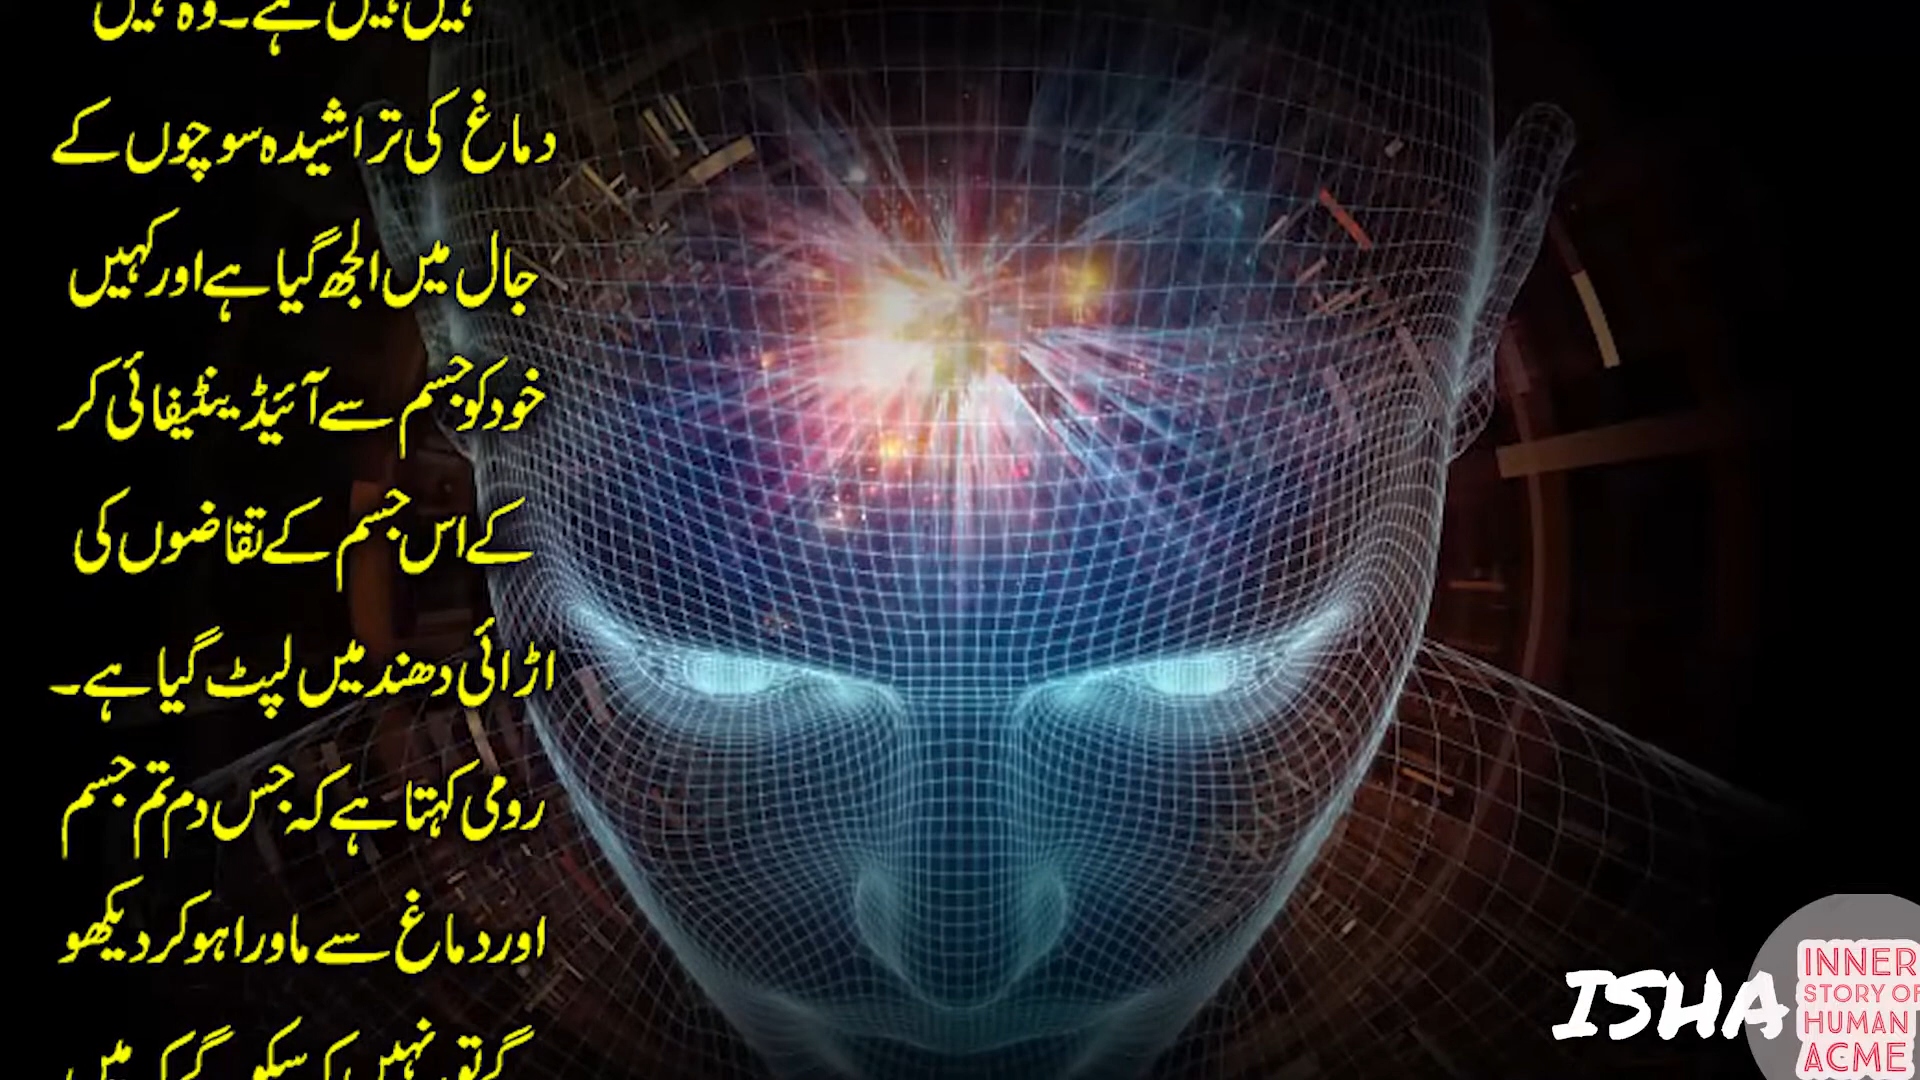 دماغ کی تراشیدہ سوچوں کے
جال میں الجھ گیا ہے اور کہیں
خود کو جسم سے آئیڈینٹیفائی کر
کے اس جسم کے تقاضوں کی
اڑائی دھند میں لپٹ گیا ہے۔
رومی کہتا ہے کہ جس دم تم جسم
اور دماغ سے ماورا ہو کر دیکھو
ISHA
INNER
STORY OF
HUMAN
ACME